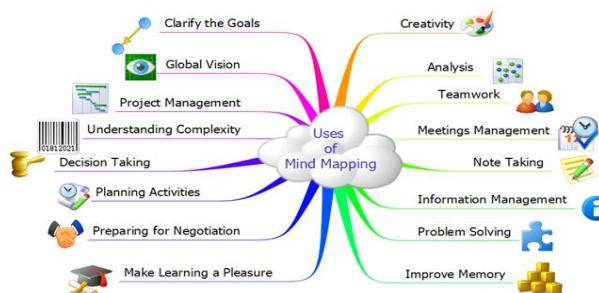 Clarify the Goals
Global Vision
Project Management
Understanding Complexity
01812021
Decision Taking
Planning Activities
Preparing for Negotiation
Make Learning a Pleasure
Uses
of
Mind Mapping
Creativity
Analysis
Teamwork
Meetings Management
Note Taking
Information Management
Problem Solving
Improve Memory